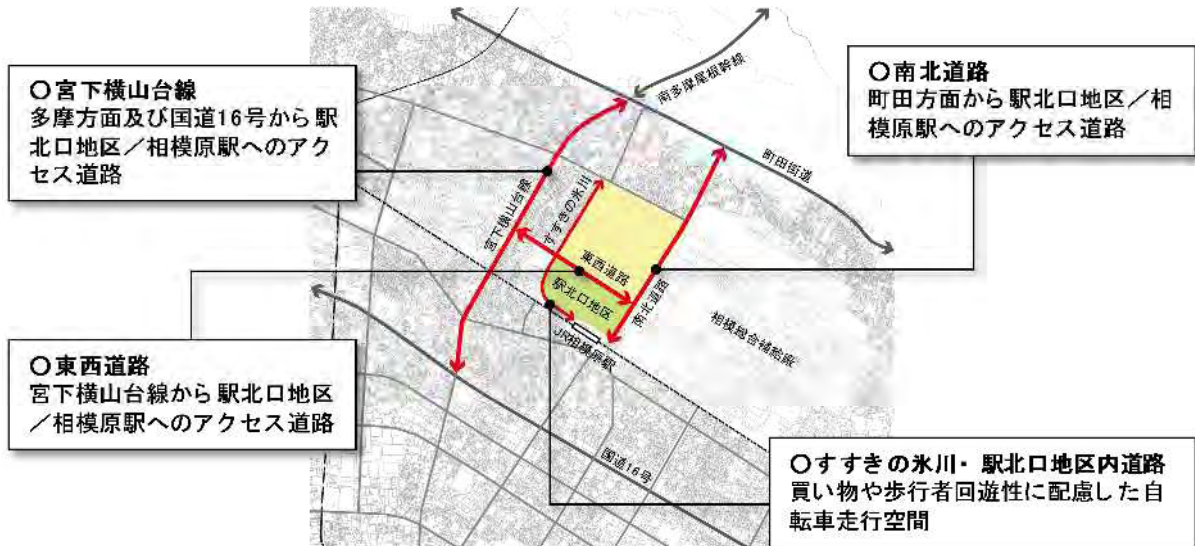 ○宮下横山台線
多摩方面及び国道16号から駅
北口地区／相模原駅へのアク
セス道路
○南北道路
町田方面から駅北口地区／相
模原駅へのアクセス道路
南多摩尾根幹線
町田街道
宮下横山台線
すすきの氷川
東西道路
駅北口地区
南北道路
JR相模原駅
相模総合補給廠
国道16号
○東西道路
宮下横山台線から駅北口地区
／相模原駅へのアクセス道路
○すすきの氷川・駅北口地区内道路
買い物や歩行者回遊性に配慮した自
転車走行空間